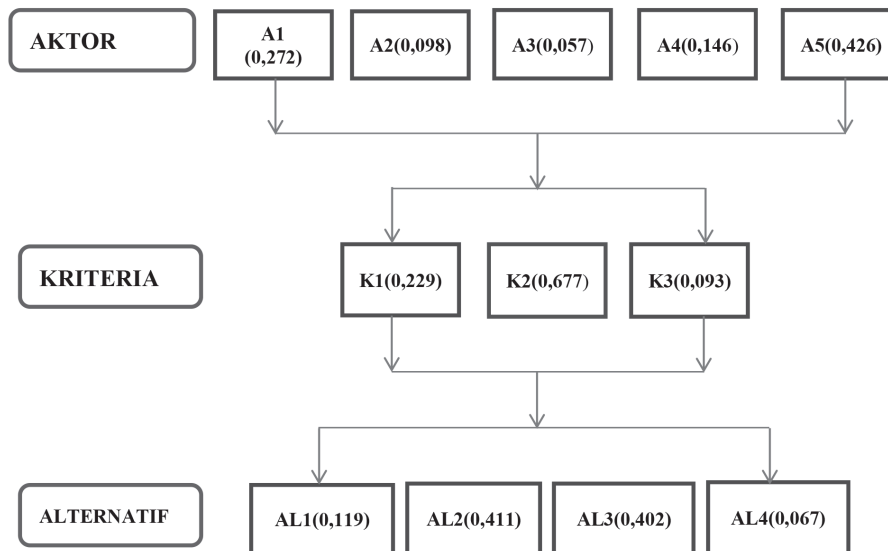 AKTOR
A1
(0,272)
A2(0,098)
A3(0,057)
A4(0,146)
A5(0,426)
KRITERIA
K1(0,229)
K2(0,677)
K3(0,093)
ALTERNATIF
AL1(0,119)
AL2(0,411)
AL3(0,402)
AL4(0,067)